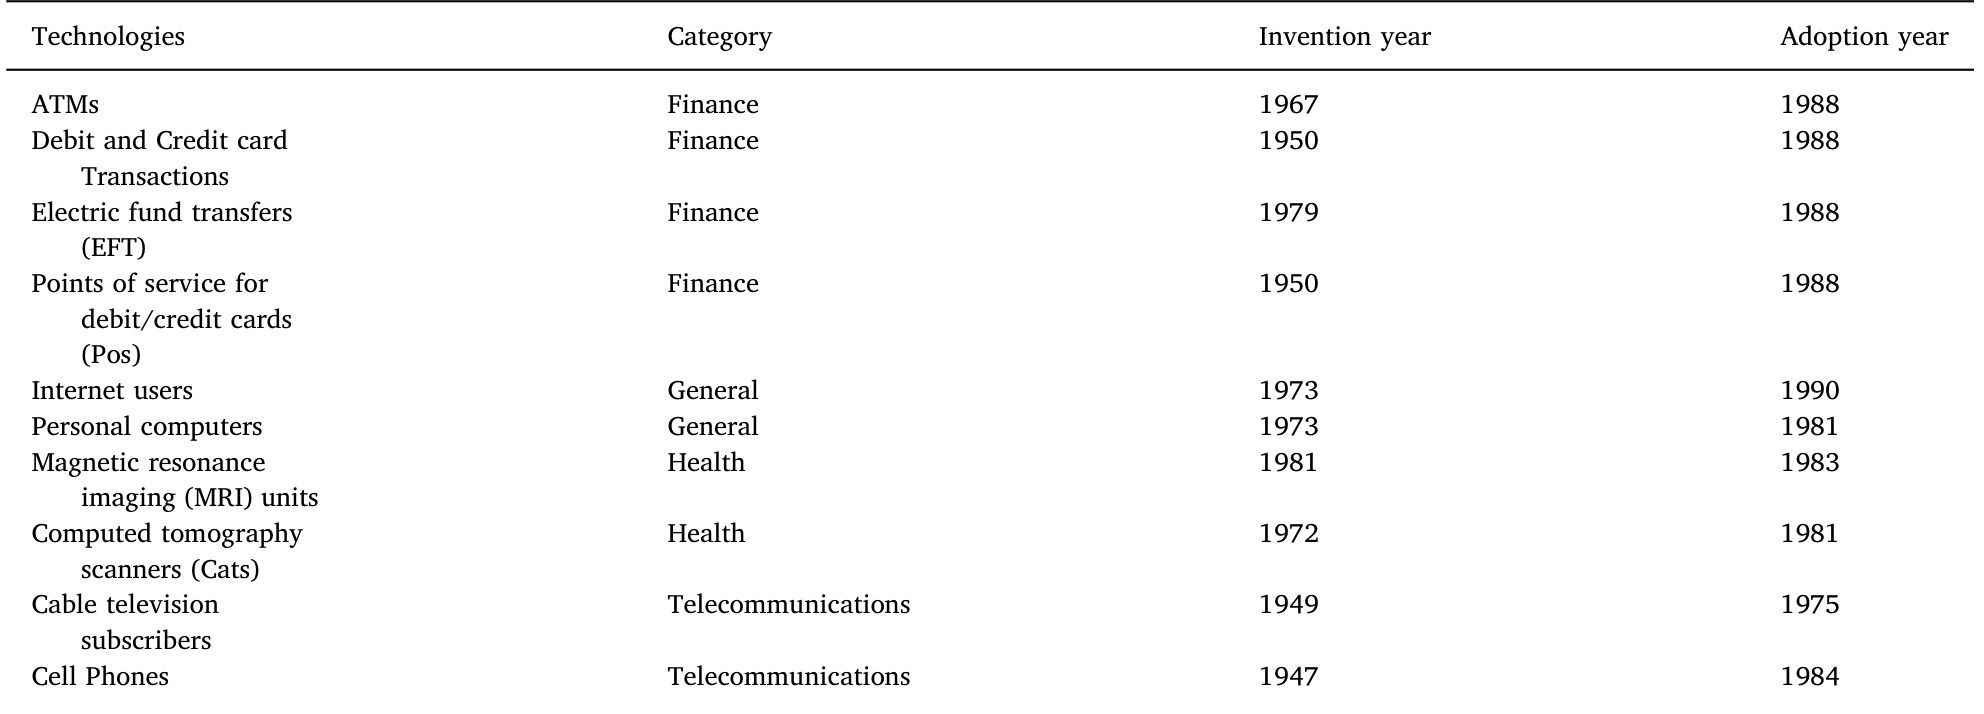 Technologies Category Invention year Adoption year
ATMs Finance 1967 1988
Debit and Credit card Finance 1950 1988
Transactions
Electric fund transfers Finance 1979 1988
(EFT)
Points of service for Finance 1950 1988
debit/credit cards
(Pos)
Internet users General 1973 1990
Personal computers General 1973 1981
Magnetic resonance Health 1981 1983
imaging (MRI) units
Computed tomography Health 1972 1981
scanners (Cats)
Cable television Telecommunications 1949 1975
subscribers
Cell Phones Telecommunications 1947 1984